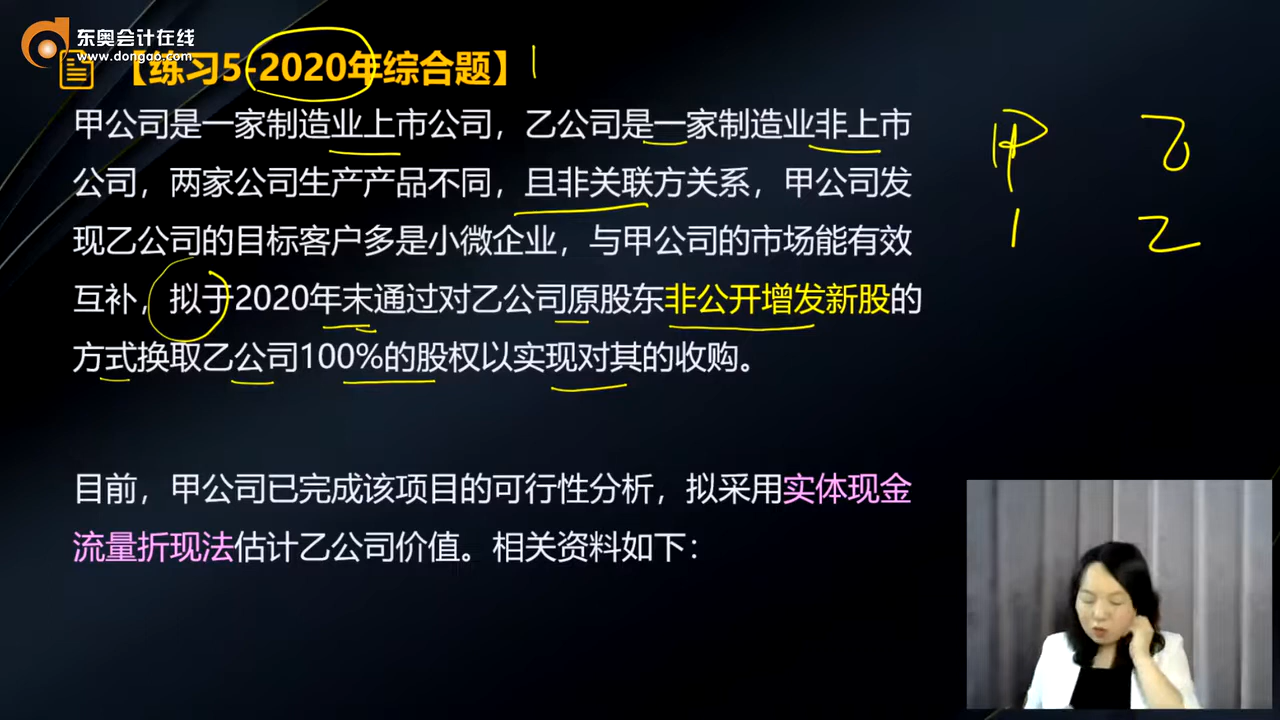 东奥会计在线
www.dongao.com
【练习5-2020年综合题】
甲公司是一家制造业上市公司，乙公司是一家制造业非上市
公司，两家公司生产产品不同，且非关联方关系，甲公司发
现乙公司的目标客户多是小微企业，与甲公司的市场能有效
互补，拟于2020年末通过对乙公司原股东非公开增发新股的
方式换取乙公司100%的股权以实现对其的收购。
目前，甲公司已完成该项目的可行性分析，拟采用实体现金
流量折现法估计乙公司价值。相关资料如下：
甲 乙
1 2